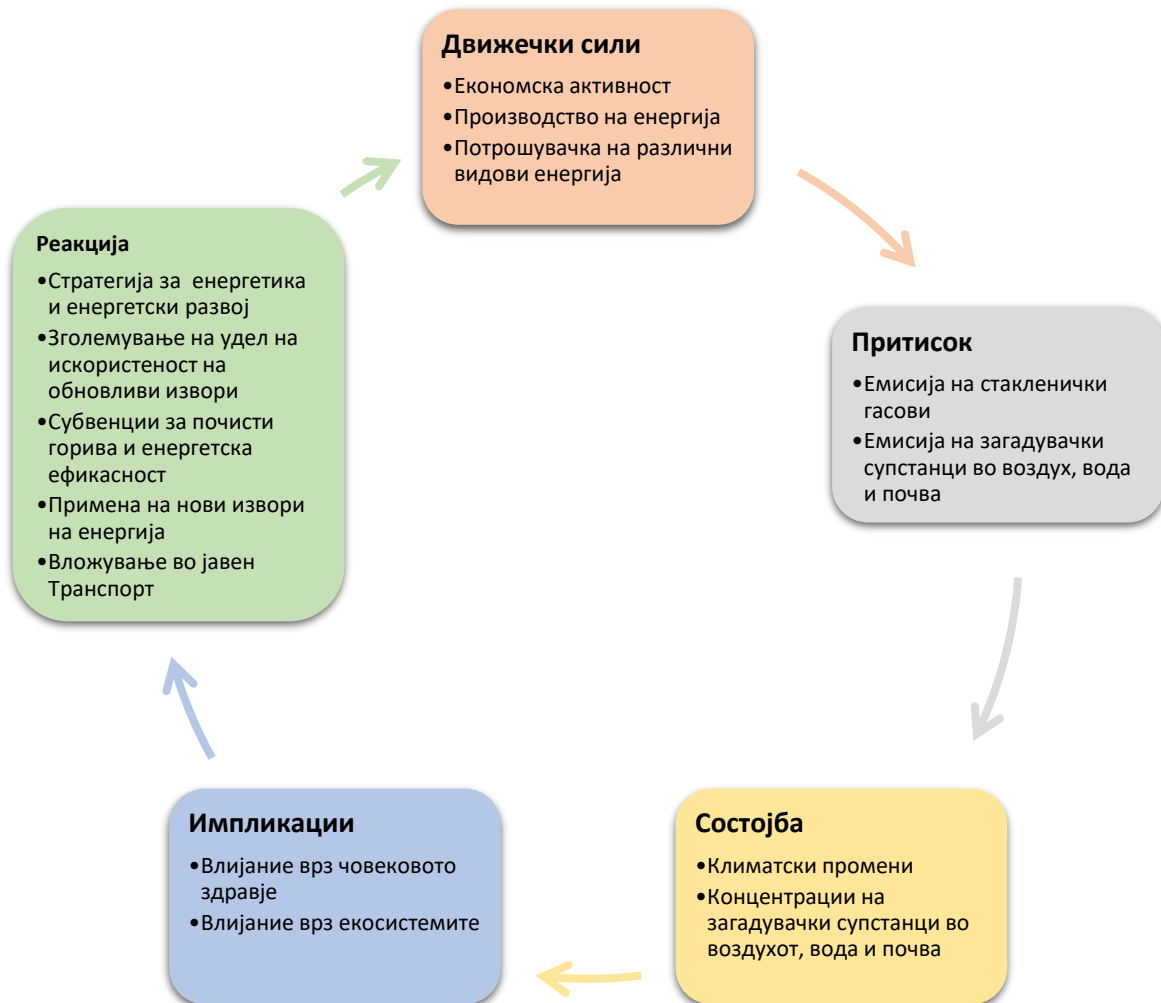 Движечки сили
•Економска активност
•Производство на енергија
•Потрошувачка на различни
видови енергија
Притисок
•Емисија на стакленички
гасови
•Емисија на загадувачки
супстанци во воздух, вода
и почва
Состојба
•Климатски промени
•Концентрации на
загадувачки супстанци во
воздухот, вода и почва
Импликации
•Влијание врз човековото
здравје
•Влијание врз екосистемите
Реакција
•Стратегија за енергетика
и енергетски развој
•Зголемување на удел на
искористеност на
обновливи извори
•Субвенции за почисти
горива и енергетска
ефикасност
•Примена на нови извори
на енергија
•Вложување во јавен
Транспорт